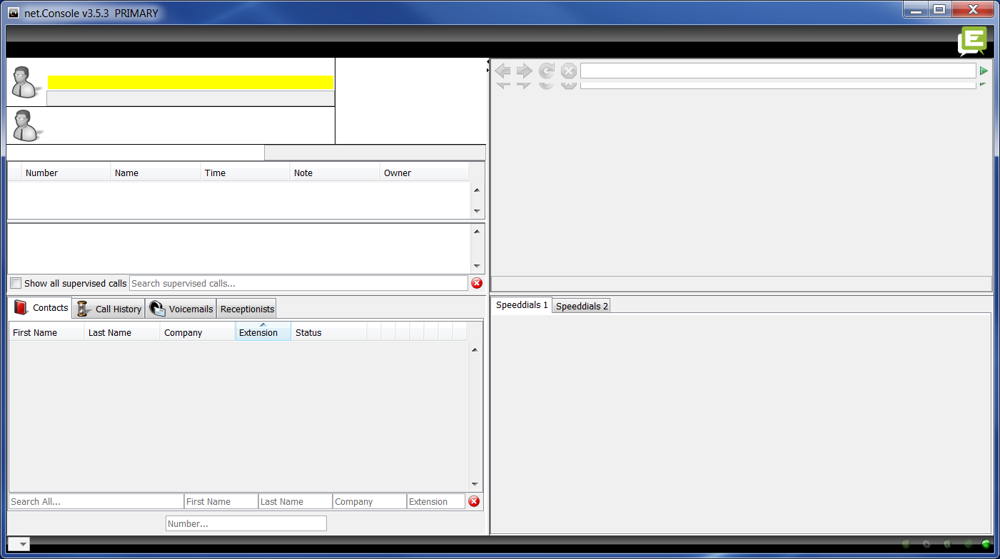 net.Console v3.5.3 PRIMARY
E
Number Name Time Note Owner
Show all supervised calls Search supervised calls...
Contacts Call History Voicemails Receptionists
First Name Last Name Company Extension Status
Search All... First Name Last Name Company Extension
Number...
Speeddials 1 Speeddials 2